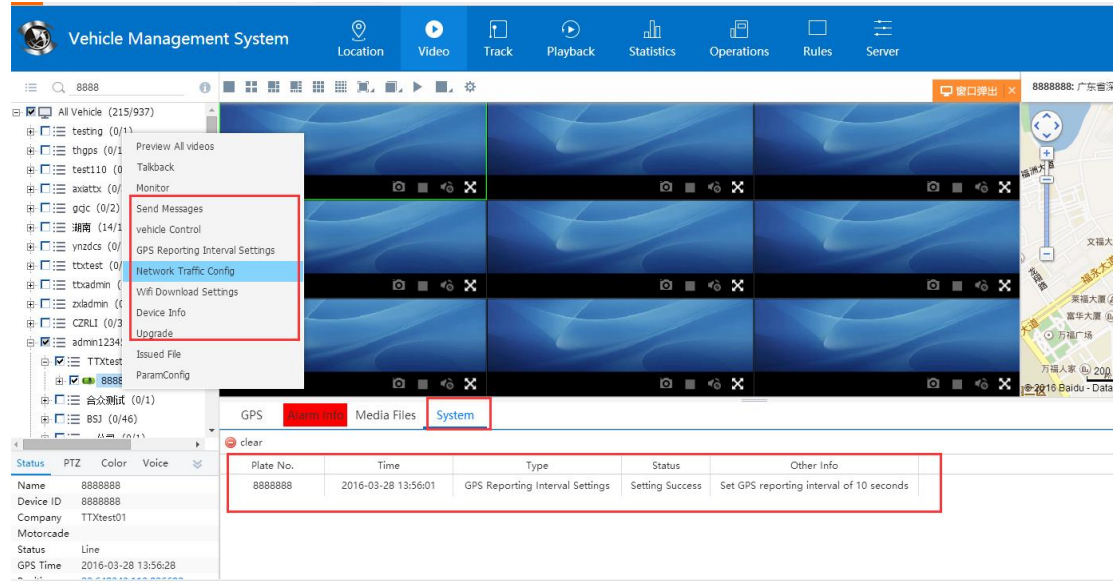 Vehicle Management System
Location
Video
Track
Playback
Statistics
Operations
Rules
Server
8888
窗口弹出
8888888: 广东省深
All Vehicle (215/937)
testing (0/1)
thgps (0/1
test110 (0
axiattx (0/
gqjc (0/2)
湖南 (14/1
ynzdcs (0/
ttxtest (0/
ttxadmin (
zxladmin (0
CZRLI (0/3
admin1234
TTXtest
8888
合众测试 (0/1)
BSJ (0/46)
Preview All videos
Talkback
Monitor
Send Messages
vehicle Control
GPS Reporting Interval Settings
Network Traffic Config
Wifi Download Settings
Device Info
Upgrade
Issued File
ParamConfig
福洲大
文福大
福永大道
莱福大厦
富华大厦
万福广场
万福人家
200
© 2016 Baidu - Data
GPS
Alarm Info
Media Files
System
clear
Plate No. Time Type Status Other Info
8888888 2016-03-28 13:56:01 GPS Reporting Interval Settings Setting Success Set GPS reporting interval of 10 seconds
Status PTZ Color Voice
Name 8888888
Device ID 8888888
Company TTXtest01
Motorcade
Status Line
GPS Time 2016-03-28 13:56:28